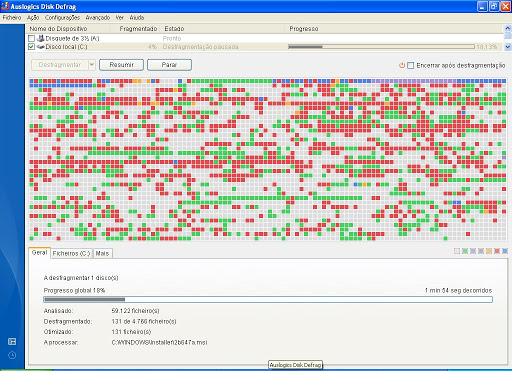 Auslogics Disk Defrag
Ficheiro Ação Configurações Avançado Ver Ajuda
Nome do Dispositivo Fragmentado Estado Progresso
Disquete de 3½ (A:) Pronto
Disco local (C:) 4% Desfragmentação pausada 18,13%
Desfragmentar Resumir Parar Encerrar após desfragmentação
Geral Ficheiros (C:) Mais
A desfragmentar 1 disco(s)
Progresso global 18% 1 min 54 seg decorridos
Analisado: 59.122 ficheiro(s)
Desfragmentado: 131 de 4.760 ficheiro(s)
Otimizado: 131 ficheiro(s)
A processar: C:\WINDOWS\Installer\2b647a.msi
Auslogics Disk Defrag